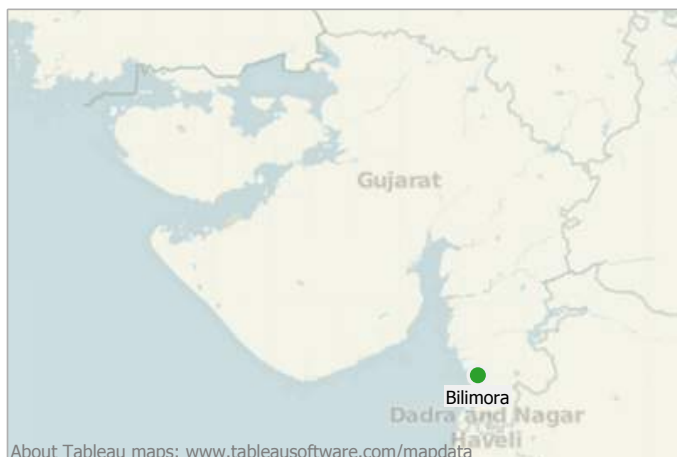 Gujarat
Bilimora
Dadra and Nagar
Haveli
About Tableau maps: www.tableausoftware.com/mapdata